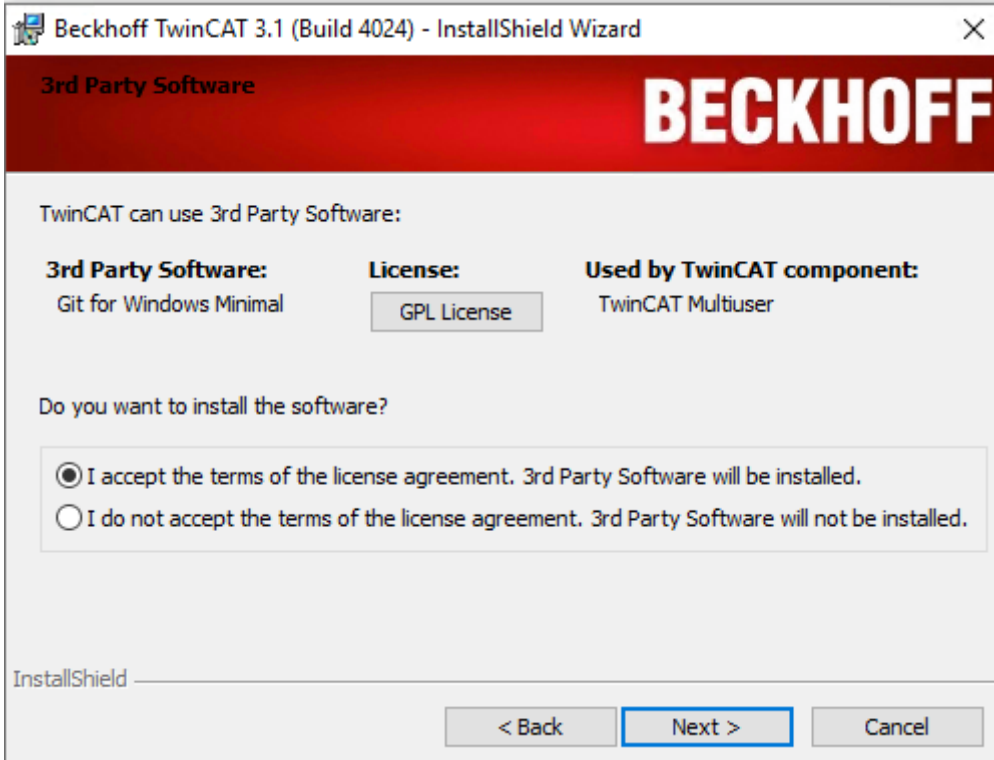 Beckhoff TwinCAT 3.1 (Build 4024) - InstallShield Wizard
3rd Party Software
BECKHOFF
TwinCAT can use 3rd Party Software:
3rd Party Software: License: Used by TwinCAT component:
Git for Windows Minimal GPL License TwinCAT Multiuser
Do you want to install the software?
I accept the terms of the license agreement. 3rd Party Software will be installed.
I do not accept the terms of the license agreement. 3rd Party Software will not be installed.
InstallShield
< Back Next > Cancel